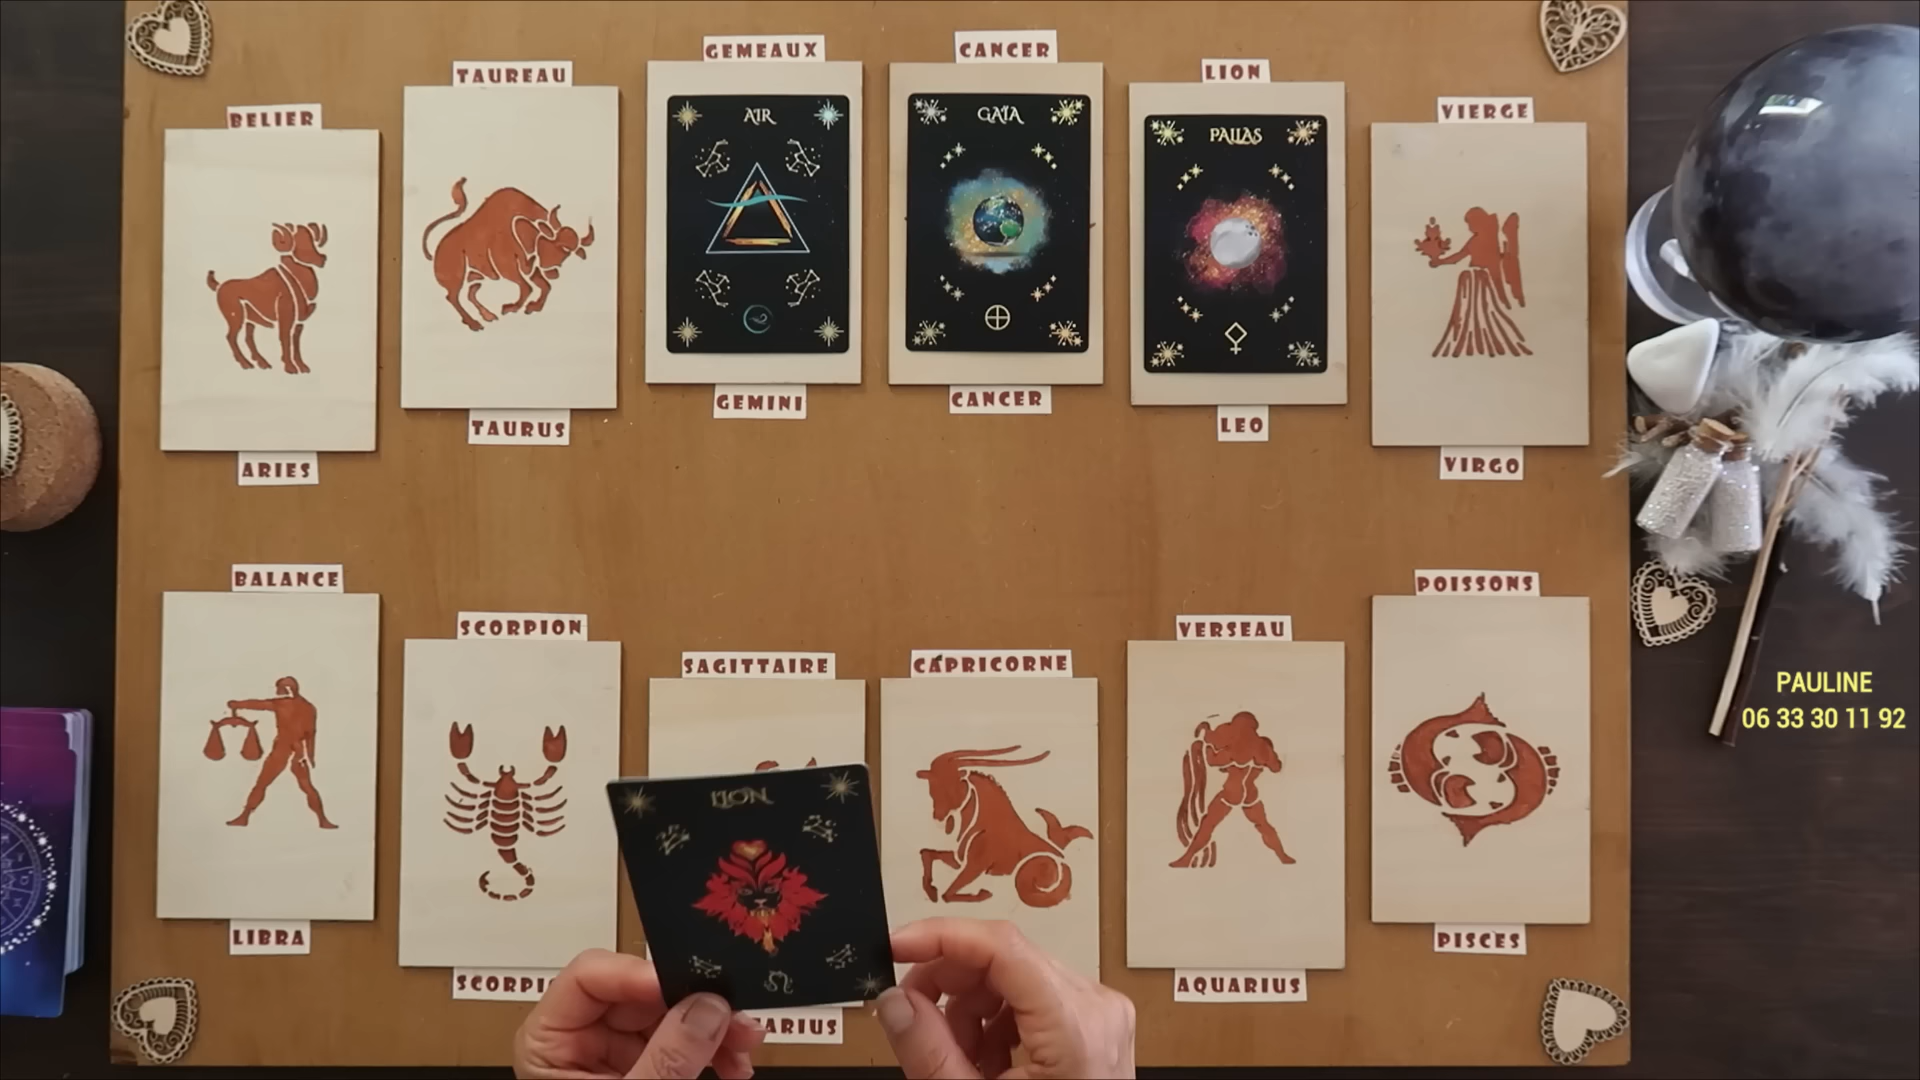 GEMEAUX
CANCER
TAUREAU
LION
BELIER
VIERGE
AIR
GAÏA
PALLAS
GEMINI
CANCER
TAURUS
LEO
ARIES
VIRGO
BALANCE
POISSONS
SCORPION
VERSEAU
SAGITTAIRE
CAPRICORNE
PAULINE
06 33 30 11 92
LION
LIBRA
PISCES
AQUARIUS